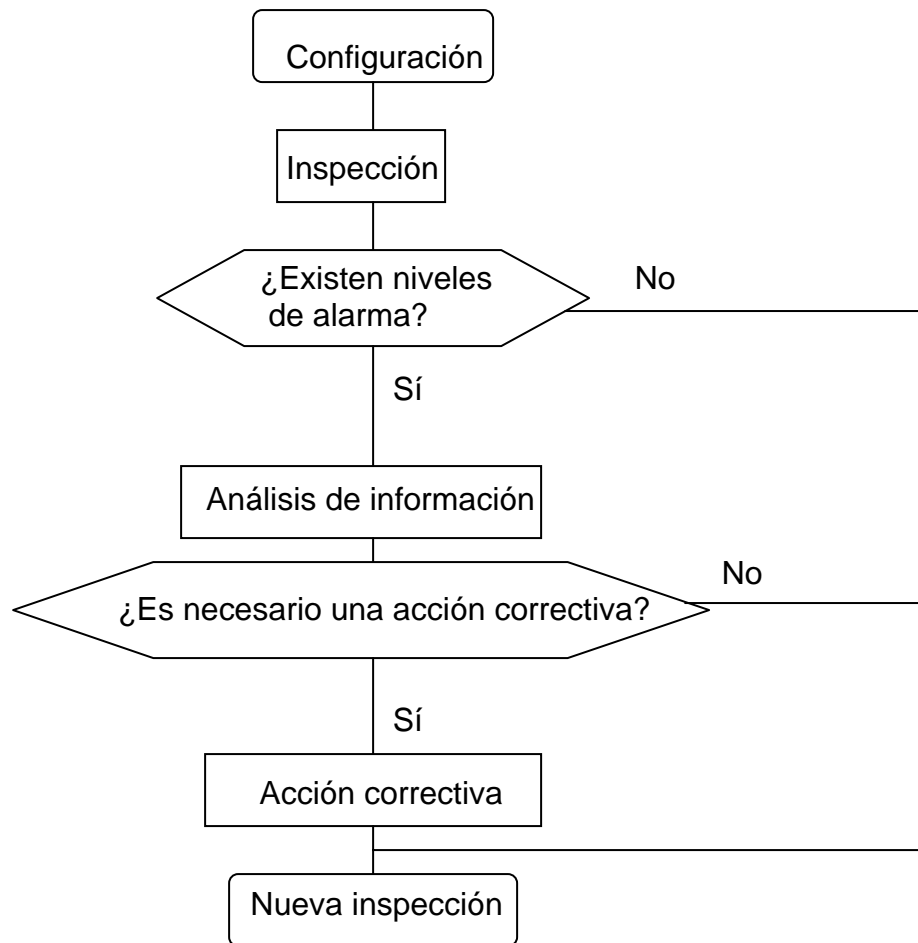 Configuración
Inspección
¿Existen niveles
de alarma?
No
Sí
Análisis de información
No
¿Es necesario una acción correctiva?
Sí
Acción correctiva
Nueva inspección